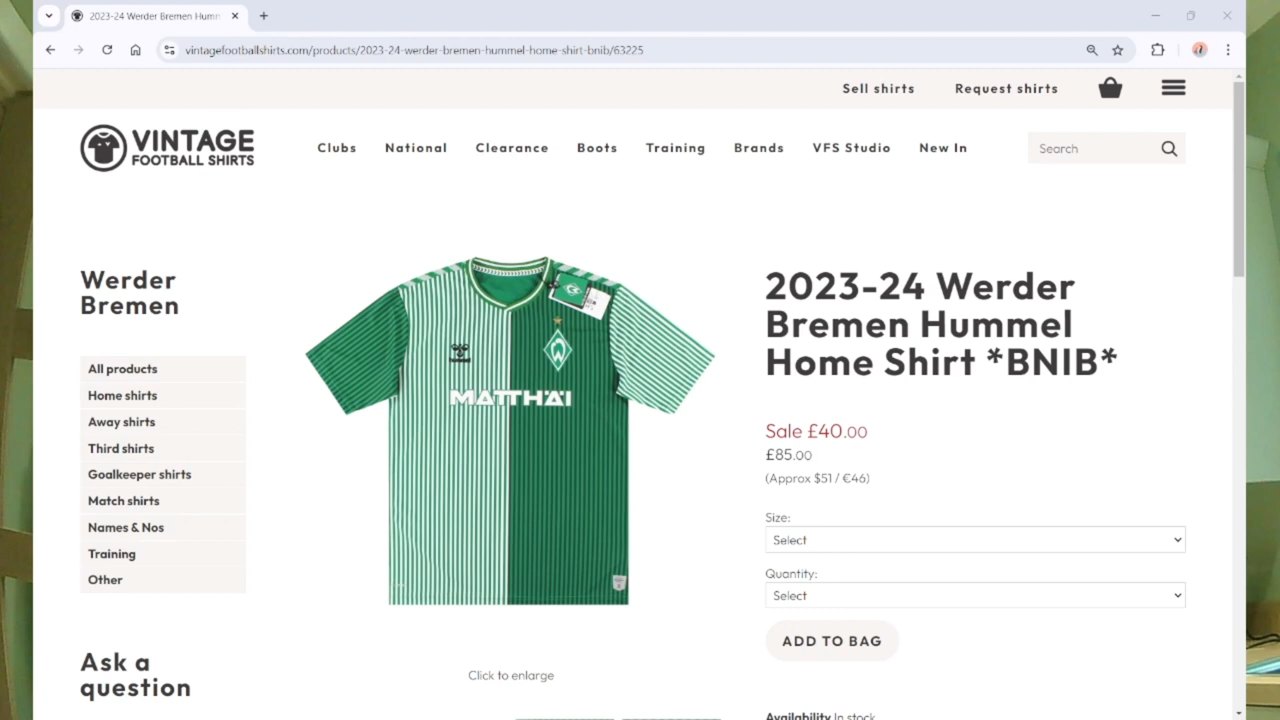 2023-24 Werder Bremen Humm
vintagefootballshirts.com/products/2023-24-werder-bremen-hummel-home-shirt-bnib/63225
Sell shirts
Request shirts
VINTAGE
FOOTBALL SHIRTS
Clubs
National
Clearance
Boots
Training
Brands
VFS Studio
New In
Search
Werder
Bremen
All products
Home shirts
Away shirts
Third shirts
Goalkeeper shirts
Match shirts
Names & Nos
Training
Other
Ask a
question
MATTHÄI
Click to enlarge
2023-24 Werder
Bremen Hummel
Home Shirt *BNIB*
Sale £40.00
£85.00
(Approx $51 / €46)
Size:
Select
Quantity:
Select
ADD TO BAG
Availability In stock